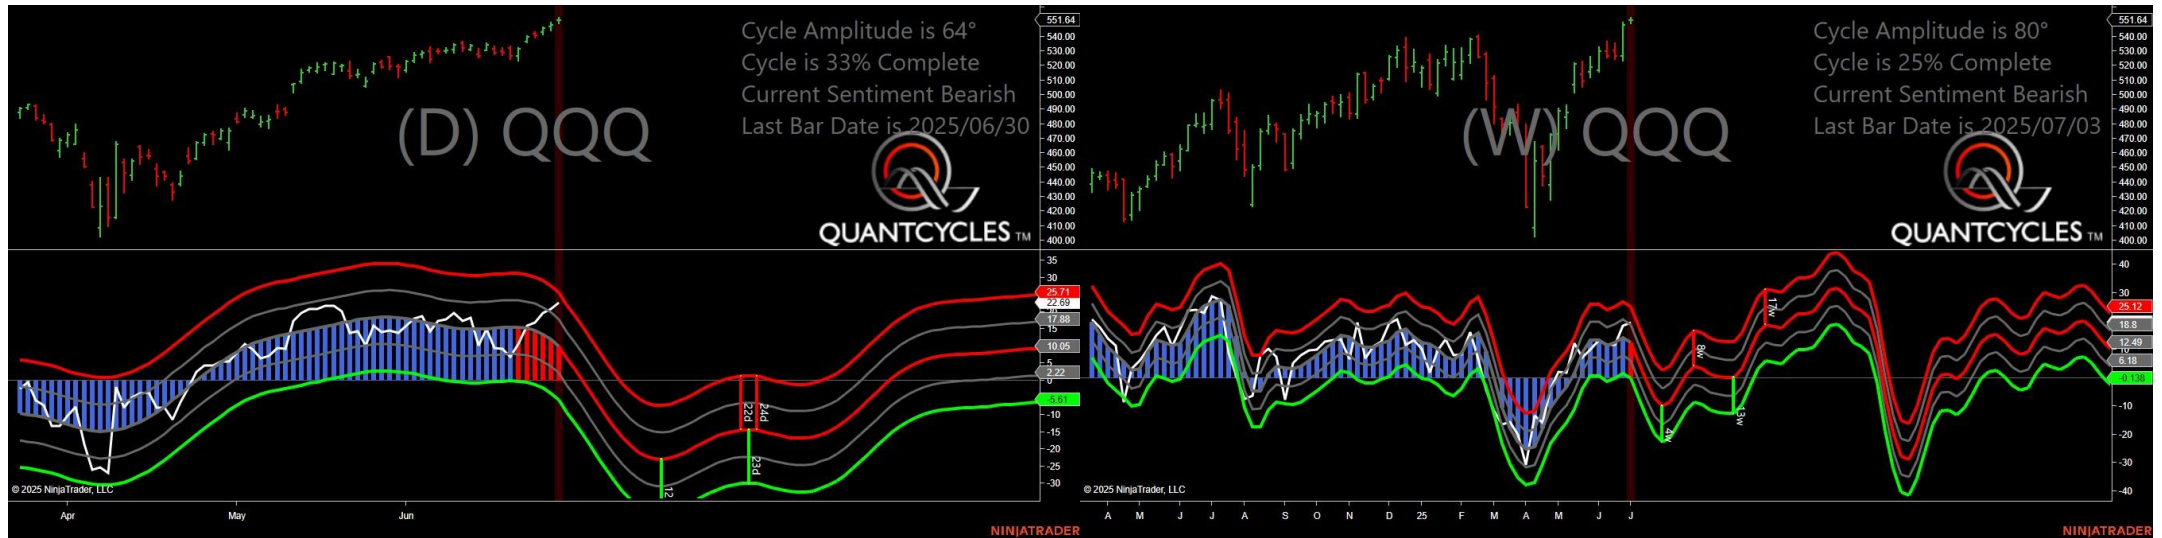 Cycle Amplitude is 64°
Cycle is 33% Complete
Current Sentiment Bearish
Last Bar Date is 2025/06/30
(D) QQQ
QUANTCYCLES TM
551.64
540.00
530.00
520.00
510.00
500.00
490.00
480.00
470.00
460.00
450.00
440.00
430.00
420.00
410.00
400.00
35
30
25.71
22.69
17.88
15
10.05
5
2.22
0
-5.61
-10
-15
-20
-25
-30
12
22d
24d
23d
© 2025 NinjaTrader, LLC
Apr May Jun
NINJATRADER
Cycle Amplitude is 80°
Cycle is 25% Complete
Current Sentiment Bearish
Last Bar Date is 2025/07/03
(W) QQQ
QUANTCYCLES TM
551.64
540.00
530.00
520.00
510.00
500.00
490.00
480.00
470.00
460.00
450.00
440.00
430.00
420.00
410.00
400.00
40
30
25.12
18.8
12.49
6.18
-0.138
-10
-20
-30
-40
4w
8w
13w
17w
© 2025 NinjaTrader, LLC
A M J J A S O N D 25 F M A M J J
NINJATRADER